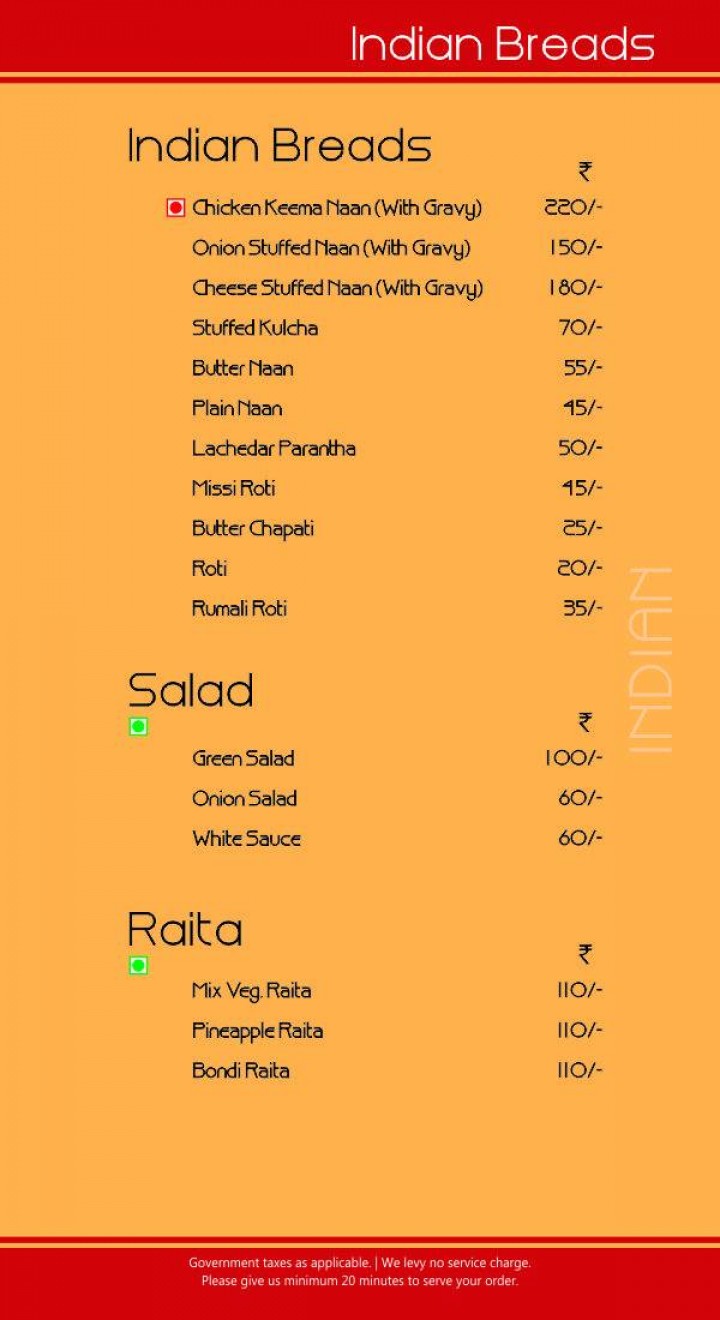 Indian Breads
Indian Breads
₹
Chicken Keema Naan (With Gravy) 220/-
Onion Stuffed Naan (With Gravy) 150/-
Cheese Stuffed Naan (With Gravy) 180/-
Stuffed Kulcha 70/-
Butter Naan 55/-
Plain Naan 45/-
Lachedar Parantha 50/-
Missi Roti 45/-
Butter Chapati 25/-
Roti 20/-
Rumali Roti 35/-
INDIAN
Salad
₹
Green Salad 100/-
Onion Salad 60/-
White Sauce 60/-
Raita
₹
Mix Veg. Raita 110/-
Pineapple Raita 110/-
Bondi Raita 110/-
Government taxes as applicable. | We levy no service charge.
Please give us minimum 20 minutes to serve your order.